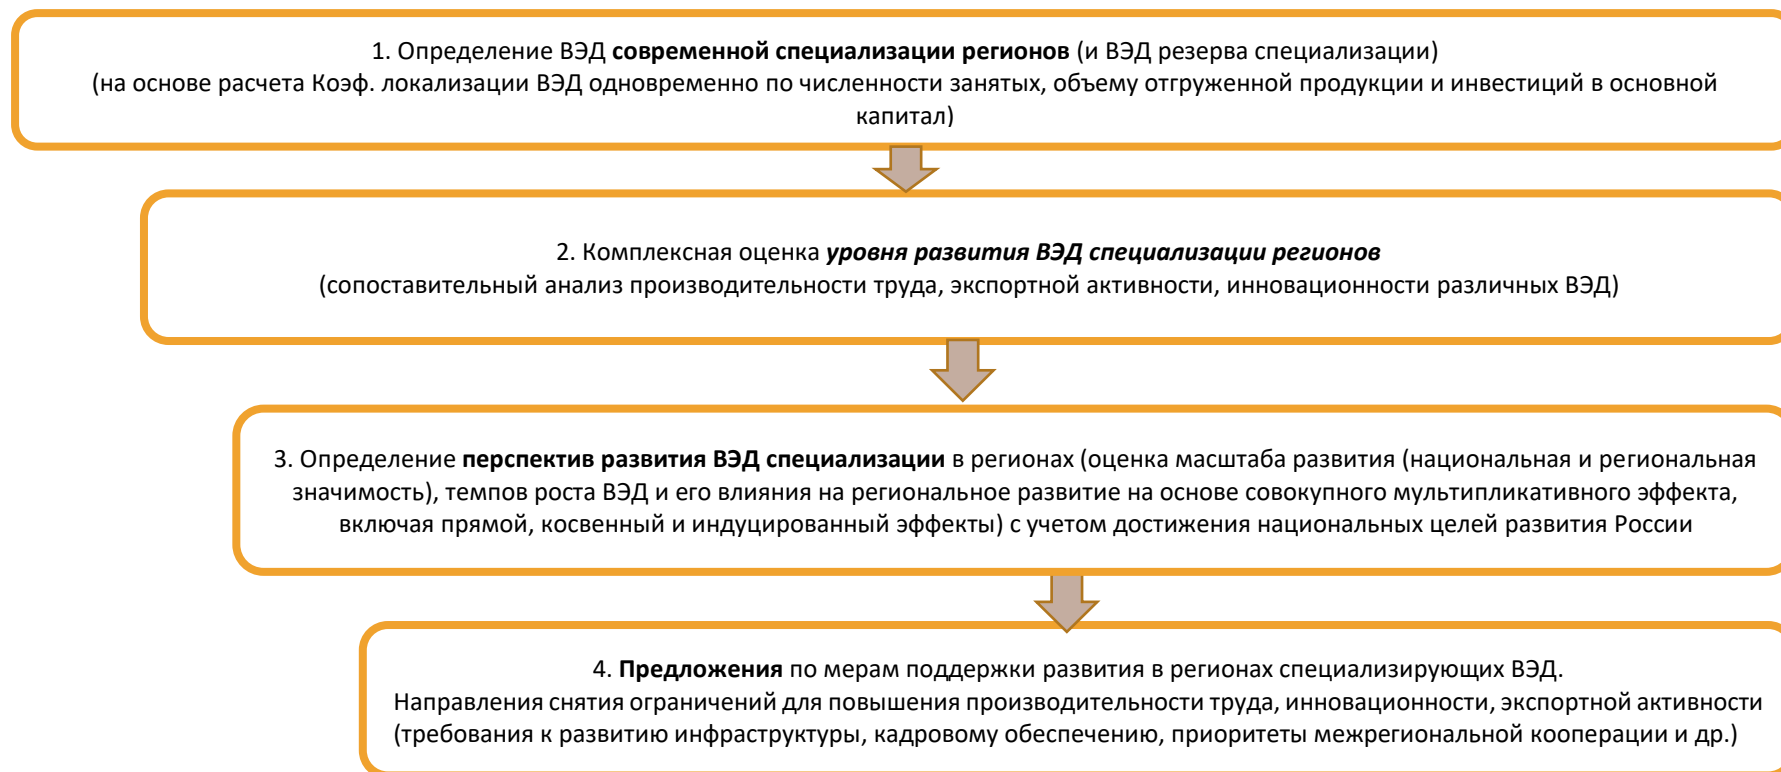 1. Определение ВЭД современной специализации регионов (и ВЭД резерва специализации)
(на основе расчета Коэф. локализации ВЭД одновременно по численности занятых, объему отгруженной продукции и инвестиций в основной
капитал)
2. Комплексная оценка уровня развития ВЭД специализации регионов
(сопоставительный анализ производительности труда, экспортной активности, инновационности различных ВЭД)
3. Определение перспектив развития ВЭД специализации в регионах (оценка масштаба развития (национальная и региональная
значимость), темпов роста ВЭД и его влияния на региональное развитие на основе совокупного мультипликативного эффекта,
включая прямой, косвенный и индуцированный эффекты) с учетом достижения национальных целей развития России
4. Предложения по мерам поддержки развития в регионах специализирующих ВЭД.
Направления снятия ограничений для повышения производительности труда, инновационности, экспортной активности
(требования к развитию инфраструктуры, кадровому обеспечению, приоритеты межрегиональной кооперации и др.)